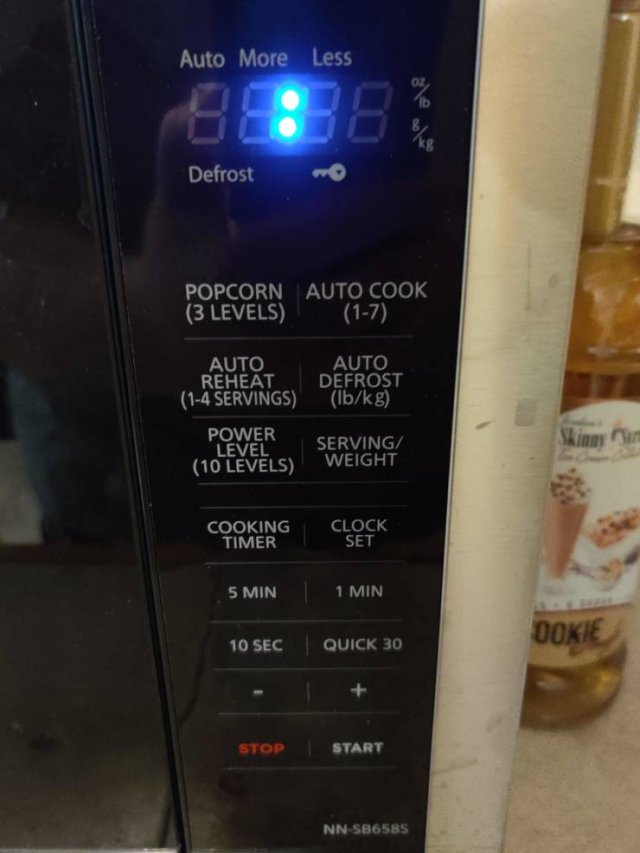 Auto More Less
:
oz/lb
g/kg
Defrost
POPCORN
(3 LEVELS)
AUTO COOK
(1-7)
AUTO
REHEAT
(1-4 SERVINGS)
AUTO
DEFROST
(lb/kg)
POWER
LEVEL
(10 LEVELS)
SERVING/
WEIGHT
COOKING
TIMER
CLOCK
SET
5 MIN
1 MIN
10 SEC
QUICK 30
-
+
STOP
START
NN-SB658S
Skinny
OOKIE